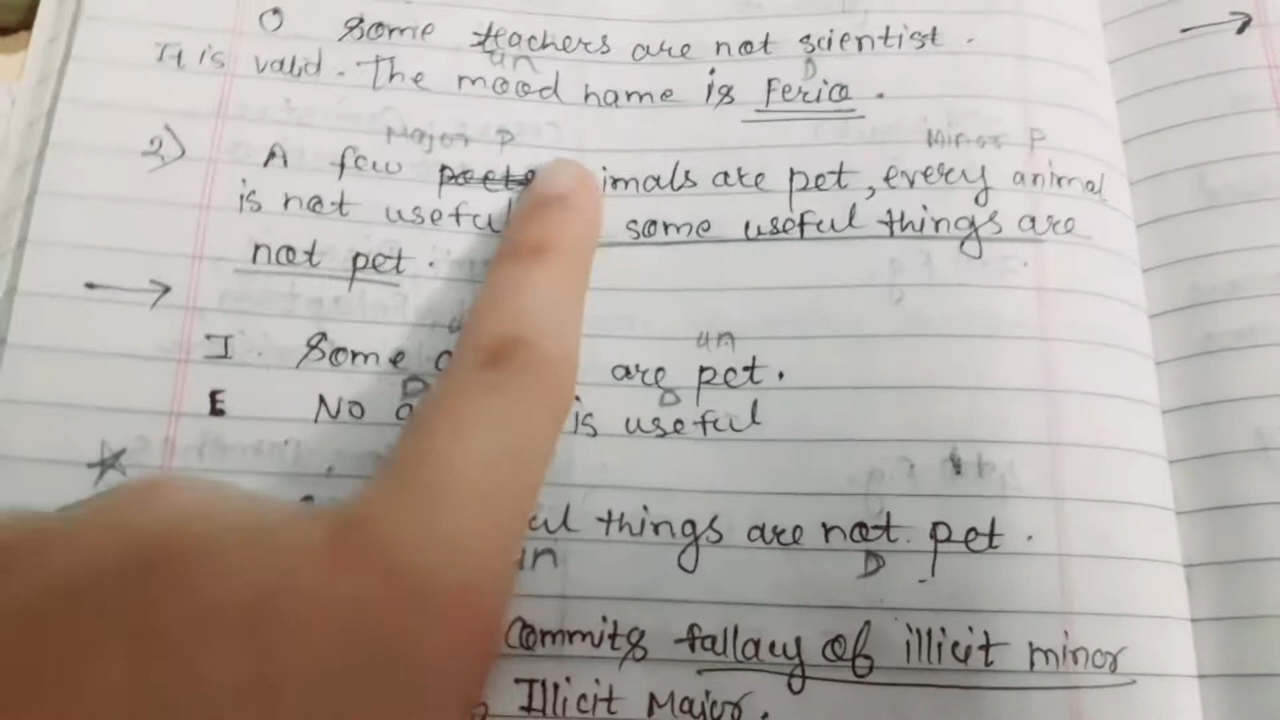 O Some teachers are not scientist.
un D
It is valid. The mood name is Ferio.
Major P Minor P
2) A few imals are pet, every animal
is not usefu some useful things are
not pet.
un
I. Some are pet.
D D
E No is useful
ul things are not pet.
un D
commits fallacy of illicit minor
Illicit Major.